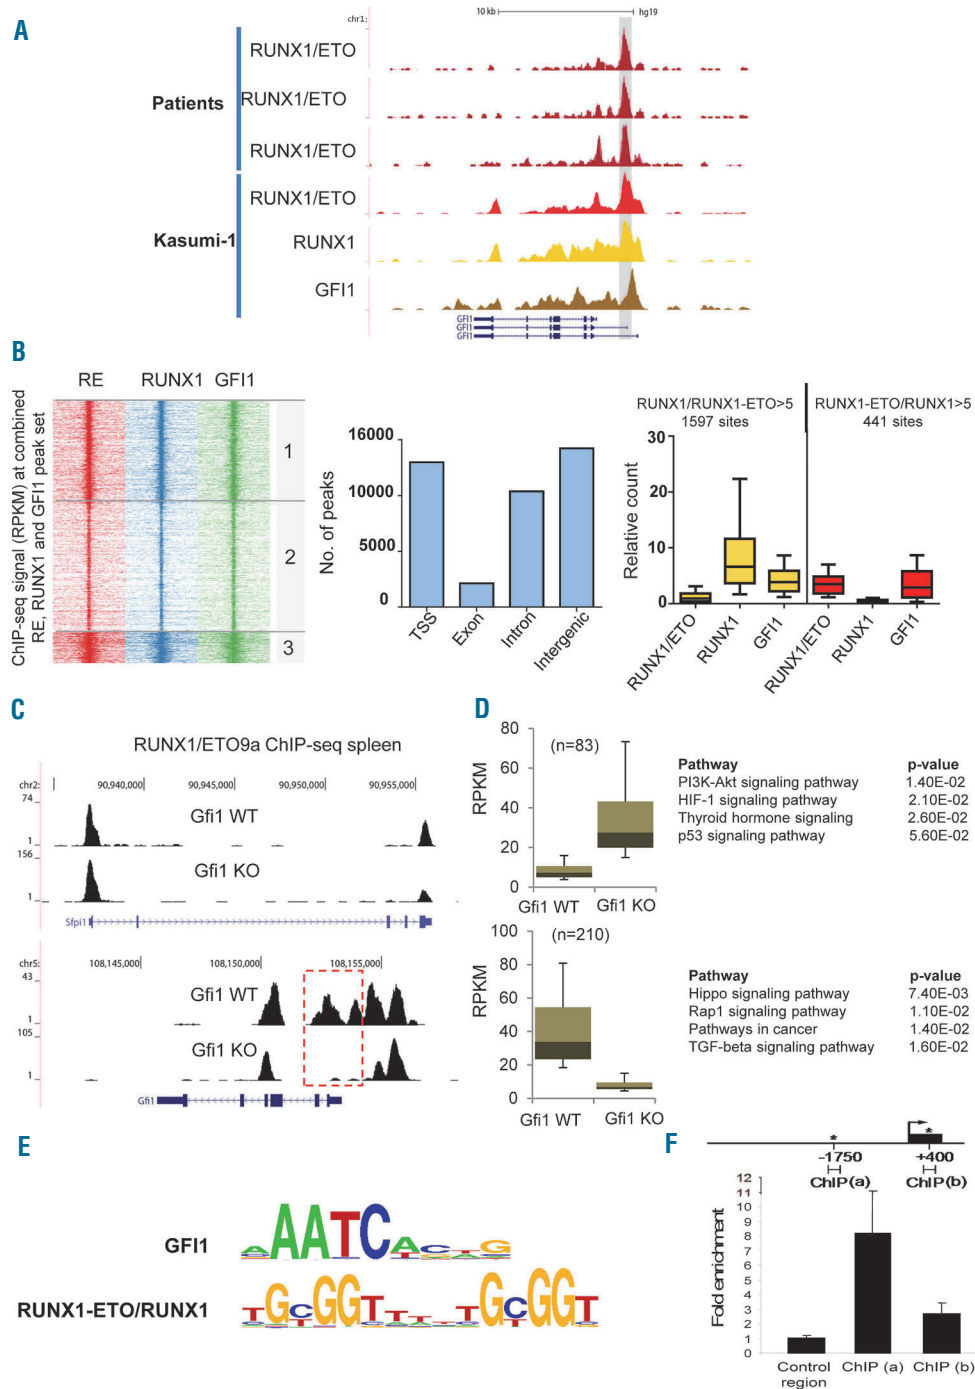 A
chr1:
10 kb
hg19
Patients
RUNX1/ETO
RUNX1/ETO
RUNX1/ETO
Kasumi-1
RUNX1/ETO
RUNX1
GFI1
GFI1
GFI1
GFI1
B
RE RUNX1 GFI1
ChIP-seq signal (RPKM) at combined
RE, RUNX1 and GFI1 peak set
1
2
3
No. of peaks
16000
10000
5000
0
TSS
Exon
Intron
Intergenic
RUNX1/RUNX1-ETO>5
1597 sites
RUNX1-ETO/RUNX1>5
441 sites
Relative count
30
20
10
0
RUNX1/ETO
RUNX1
GFI1
RUNX1/ETO
RUNX1
GFI1
C
RUNX1/ETO9a ChIP-seq spleen
chr2: 90,940,000 90,945,000 90,950,000 90,955,000
74
Gfi1 WT
1
156
Gfi1 KO
1
Sfpi1
chr5: 108,145,000 108,150,000 108,155,000
43
Gfi1 WT
1
105
Gfi1 KO
1
Gfi1
D
RPKM
80
60
40
20
0
(n=83)
Gfi1 WT Gfi1 KO
Pathway p-value
PI3K-Akt signaling pathway 1.40E-02
HIF-1 signaling pathway 2.10E-02
Thyroid hormone signaling 2.60E-02
p53 signaling pathway 5.60E-02
RPKM
100
80
60
40
20
0
(n=210)
Gfi1 WT Gfi1 KO
Pathway p-value
Hippo signaling pathway 7.40E-03
Rap1 signaling pathway 1.10E-02
Pathways in cancer 1.40E-02
TGF-beta signaling pathway 1.60E-02
E
GFI1
AATC
RUNX1-ETO/RUNX1
TGCGGTTTTTGCGGT
F
* *
-1750 +400
ChIP(a) ChIP(b)
Fold enrichment
12
11
10
9
8
7
6
5
4
3
2
1
0
Control
region
ChIP (a)
ChIP (b)